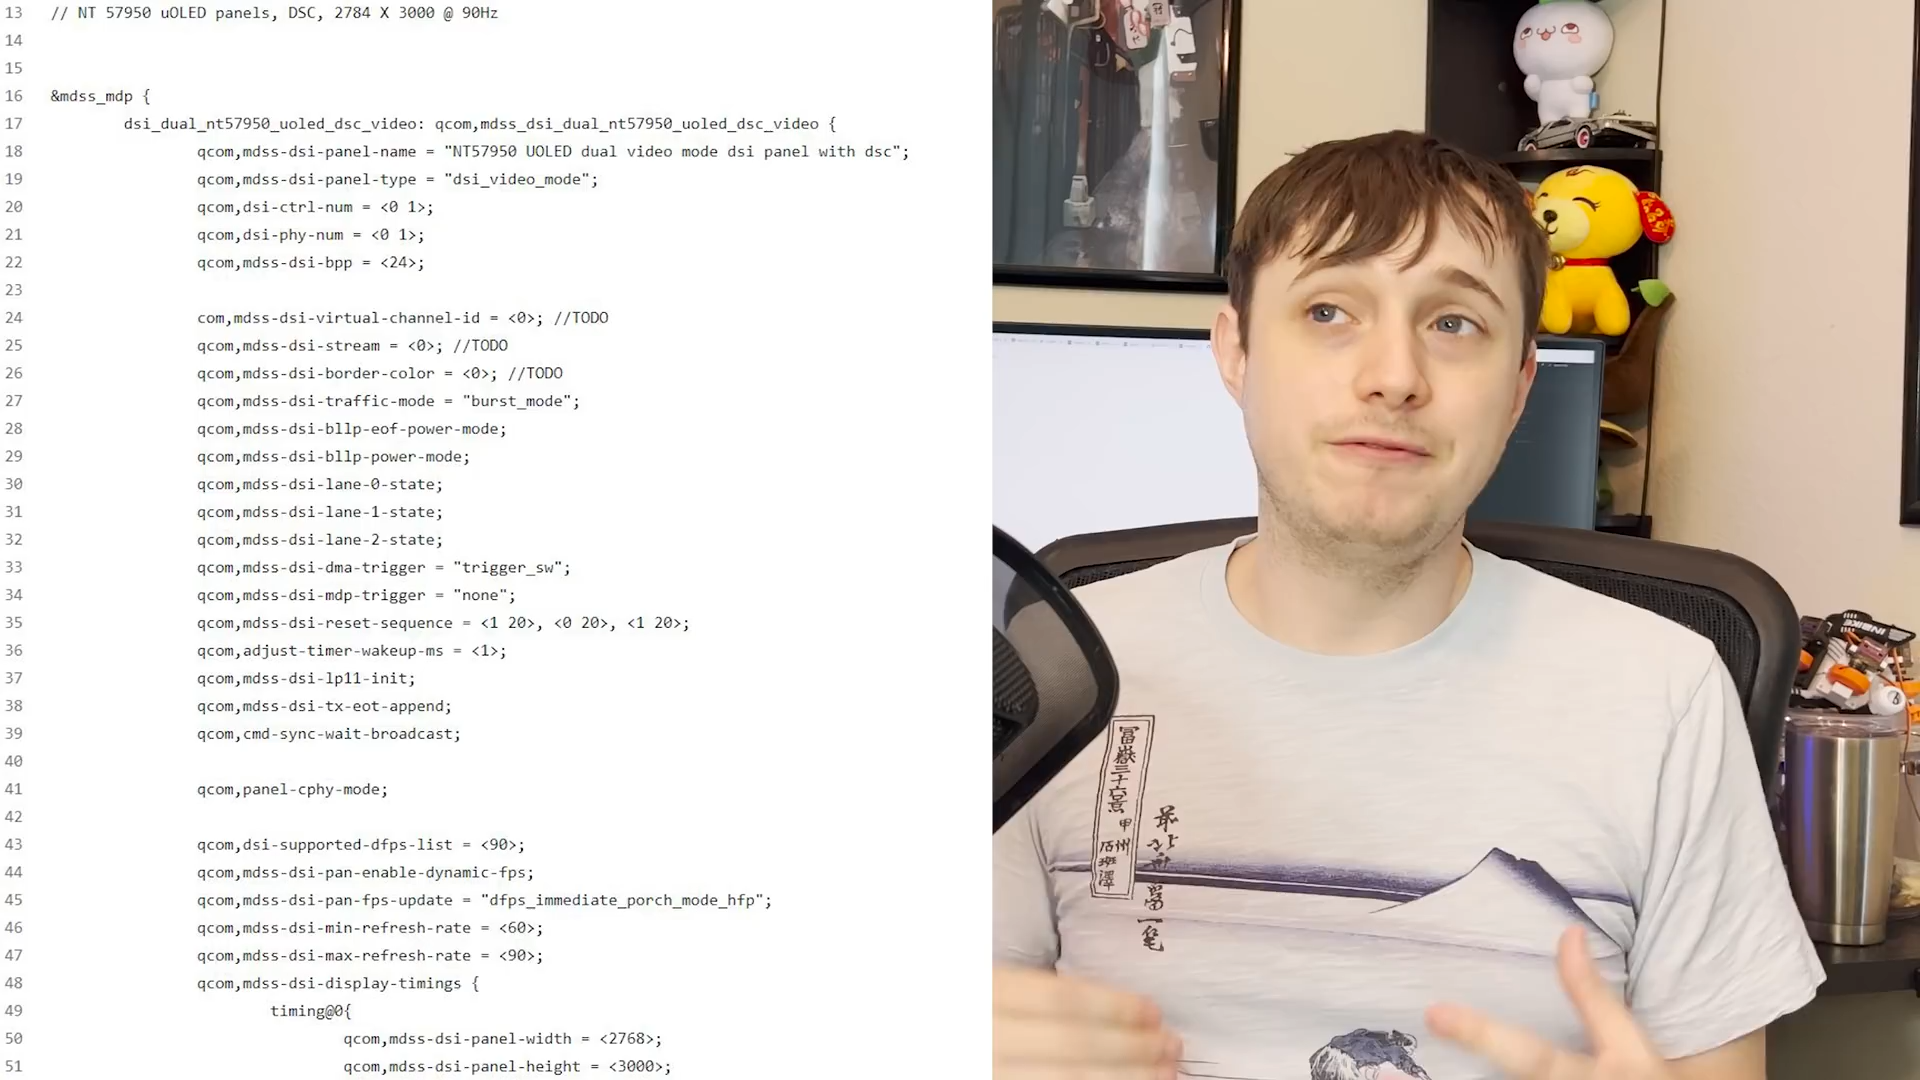 13 // NT 57950 uOLED panels, DSC, 2784 X 3000 @ 90Hz
14
15
16 &mdss_mdp {
17 dsi_dual_nt57950_uoled_dsc_video: qcom,mdss_dsi_dual_nt57950_uoled_dsc_video {
18 qcom,mdss-dsi-panel-name = "NT57950 UOLED dual video mode dsi panel with dsc";
19 qcom,mdss-dsi-panel-type = "dsi_video_mode";
20 qcom,dsi-ctrl-num = <0 1>;
21 qcom,dsi-phy-num = <0 1>;
22 qcom,mdss-dsi-bpp = <24>;
23
24 com,mdss-dsi-virtual-channel-id = <0>; //TODO
25 qcom,mdss-dsi-stream = <0>; //TODO
26 qcom,mdss-dsi-border-color = <0>; //TODO
27 qcom,mdss-dsi-traffic-mode = "burst_mode";
28 qcom,mdss-dsi-bllp-eof-power-mode;
29 qcom,mdss-dsi-bllp-power-mode;
30 qcom,mdss-dsi-lane-0-state;
31 qcom,mdss-dsi-lane-1-state;
32 qcom,mdss-dsi-lane-2-state;
33 qcom,mdss-dsi-dma-trigger = "trigger_sw";
34 qcom,mdss-dsi-mdp-trigger = "none";
35 qcom,mdss-dsi-reset-sequence = <1 20>, <0 20>, <1 20>;
36 qcom,adjust-timer-wakeup-ms = <1>;
37 qcom,mdss-dsi-lp11-init;
38 qcom,mdss-dsi-tx-eot-append;
39 qcom,cmd-sync-wait-broadcast;
40
41 qcom,panel-cphy-mode;
42
43 qcom,dsi-supported-dfps-list = <90>;
44 qcom,mdss-dsi-pan-enable-dynamic-fps;
45 qcom,mdss-dsi-pan-fps-update = "dfps_immediate_porch_mode_hfp";
46 qcom,mdss-dsi-min-refresh-rate = <60>;
47 qcom,mdss-dsi-max-refresh-rate = <90>;
48 qcom,mdss-dsi-display-timings {
49 timing@0{
50 qcom,mdss-dsi-panel-width = <2768>;
51 qcom,mdss-dsi-panel-height = <3000>;
冨嶽三十六景
甲州
石班澤